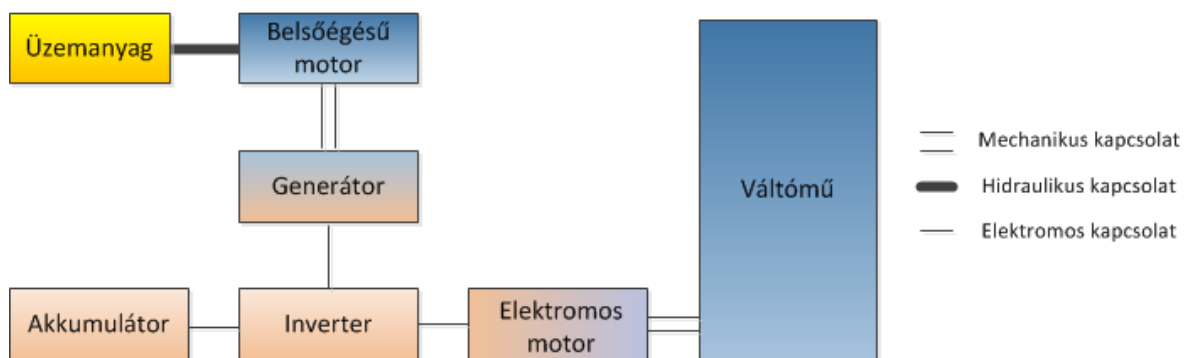 Üzemanyag
Belsőégésű
motor
Generátor
Akkumulátor
Inverter
Elektromos
motor
Váltómű
Mechanikus kapcsolat
Hidraulikus kapcsolat
Elektromos kapcsolat